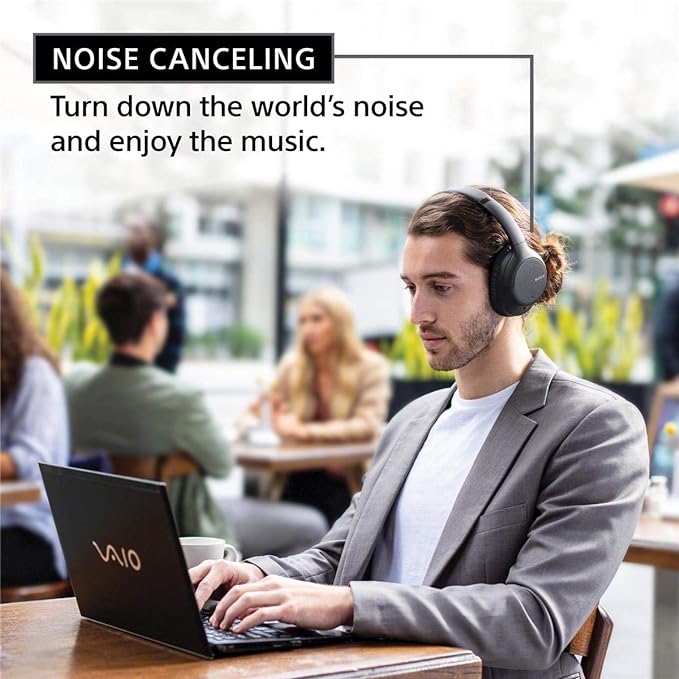 NOISE CANCELING
Turn down the world's noise
and enjoy the music.
SONY
VAIO